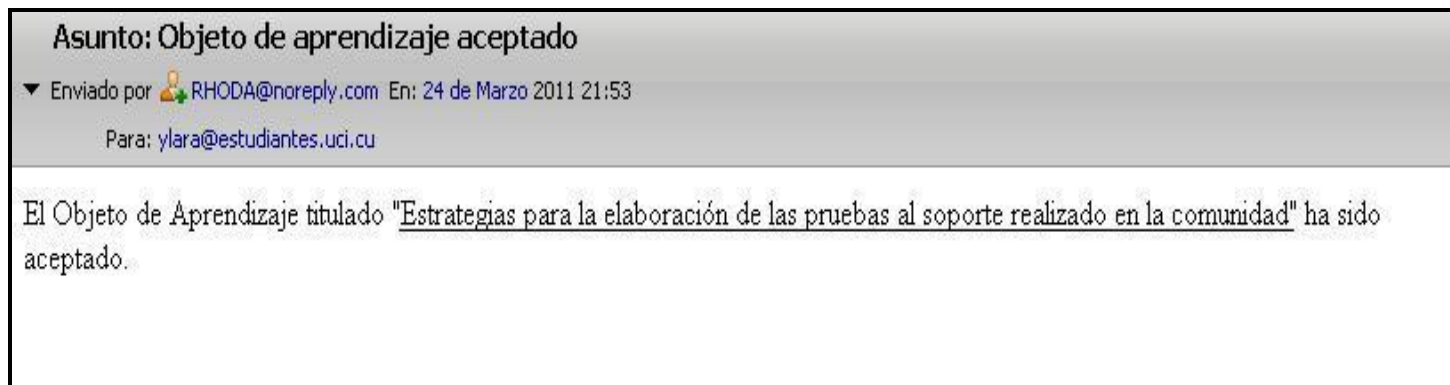 Asunto: Objeto de aprendizaje aceptado
Enviado por RHODA@noreply.com En: 24 de Marzo 2011 21:53
Para: ylara@estudiantes.uci.cu
El Objeto de Aprendizaje titulado "Estrategias para la elaboración de las pruebas al soporte realizado en la comunidad" ha sido
aceptado.